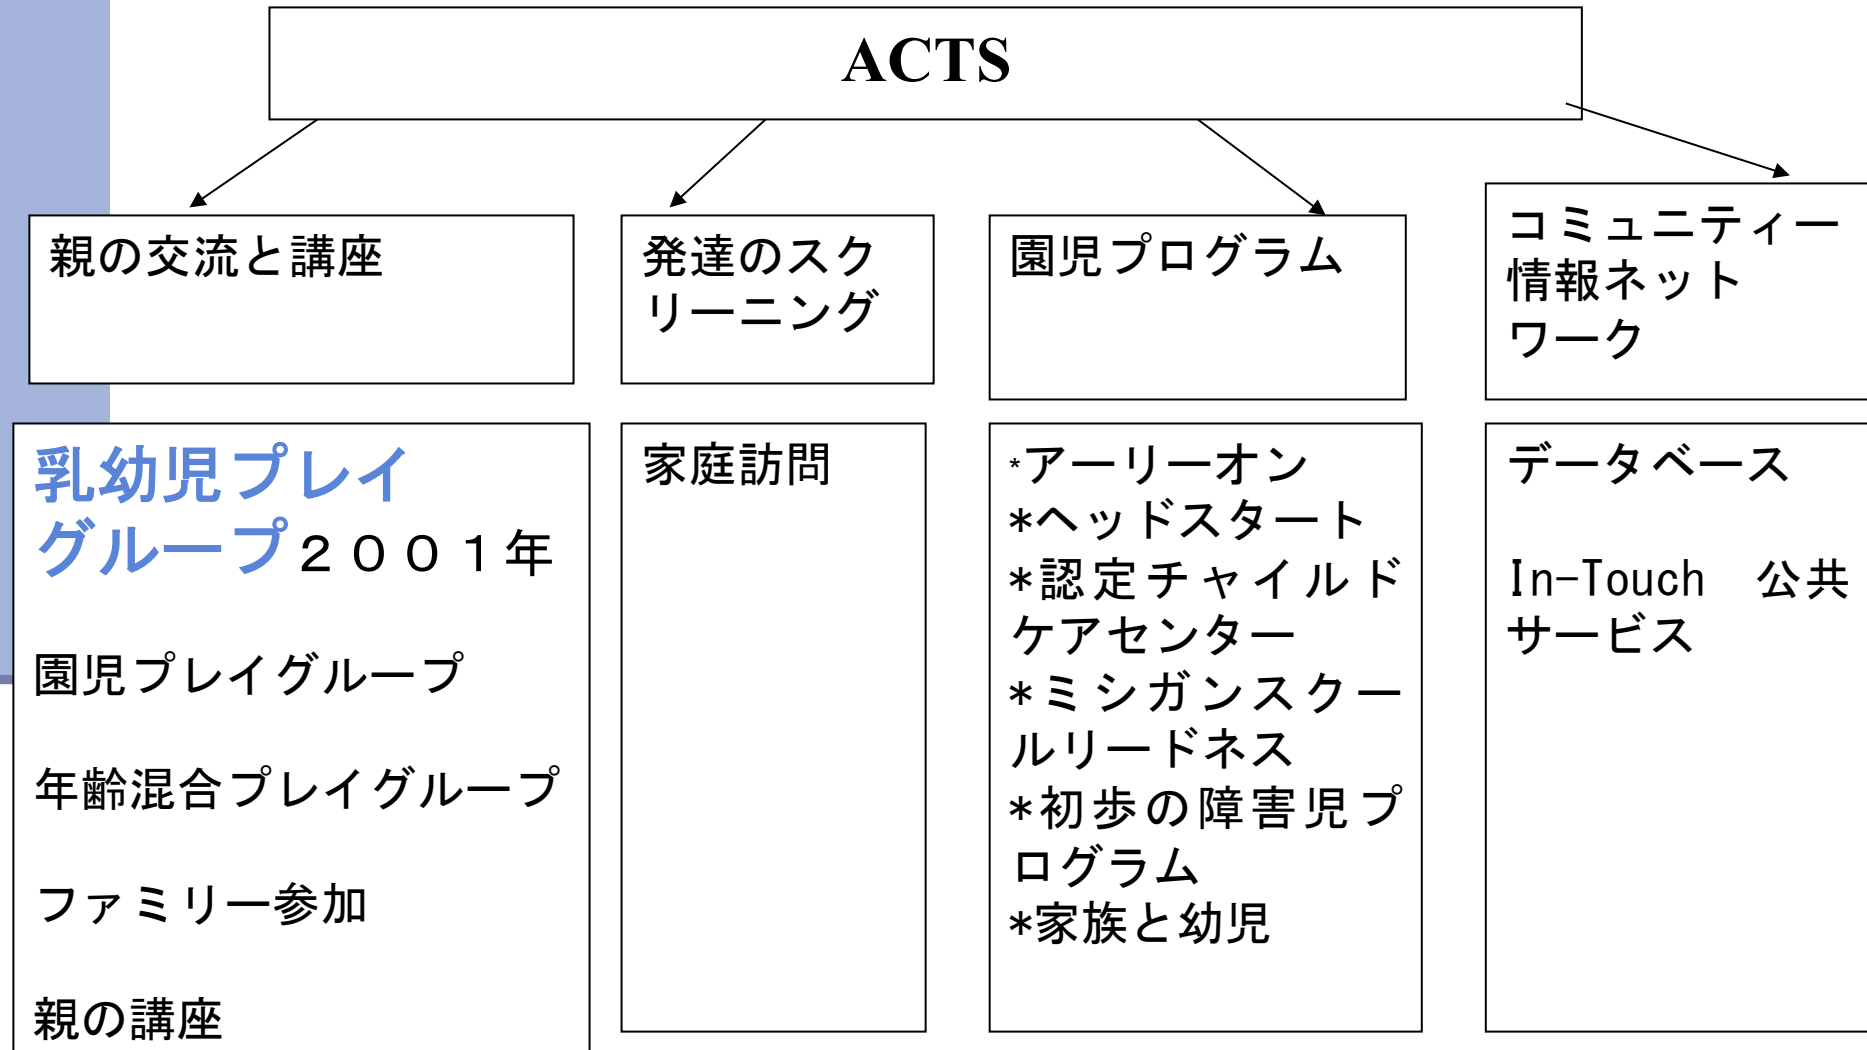 ACTS
親の交流と講座
発達のスク
リーニング
園児プログラム
コミュニティー
情報ネット
ワーク
乳幼児プレイ
グループ２００１年
園児プレイグループ
年齢混合プレイグループ
ファミリー参加
親の講座
家庭訪問
*アーリーオン
*ヘッドスタート
*認定チャイルド
ケアセンター
*ミシガンスクー
ルリードネス
*初歩の障害児プ
ログラム
*家族と幼児
データベース
In-Touch　公共
サービス